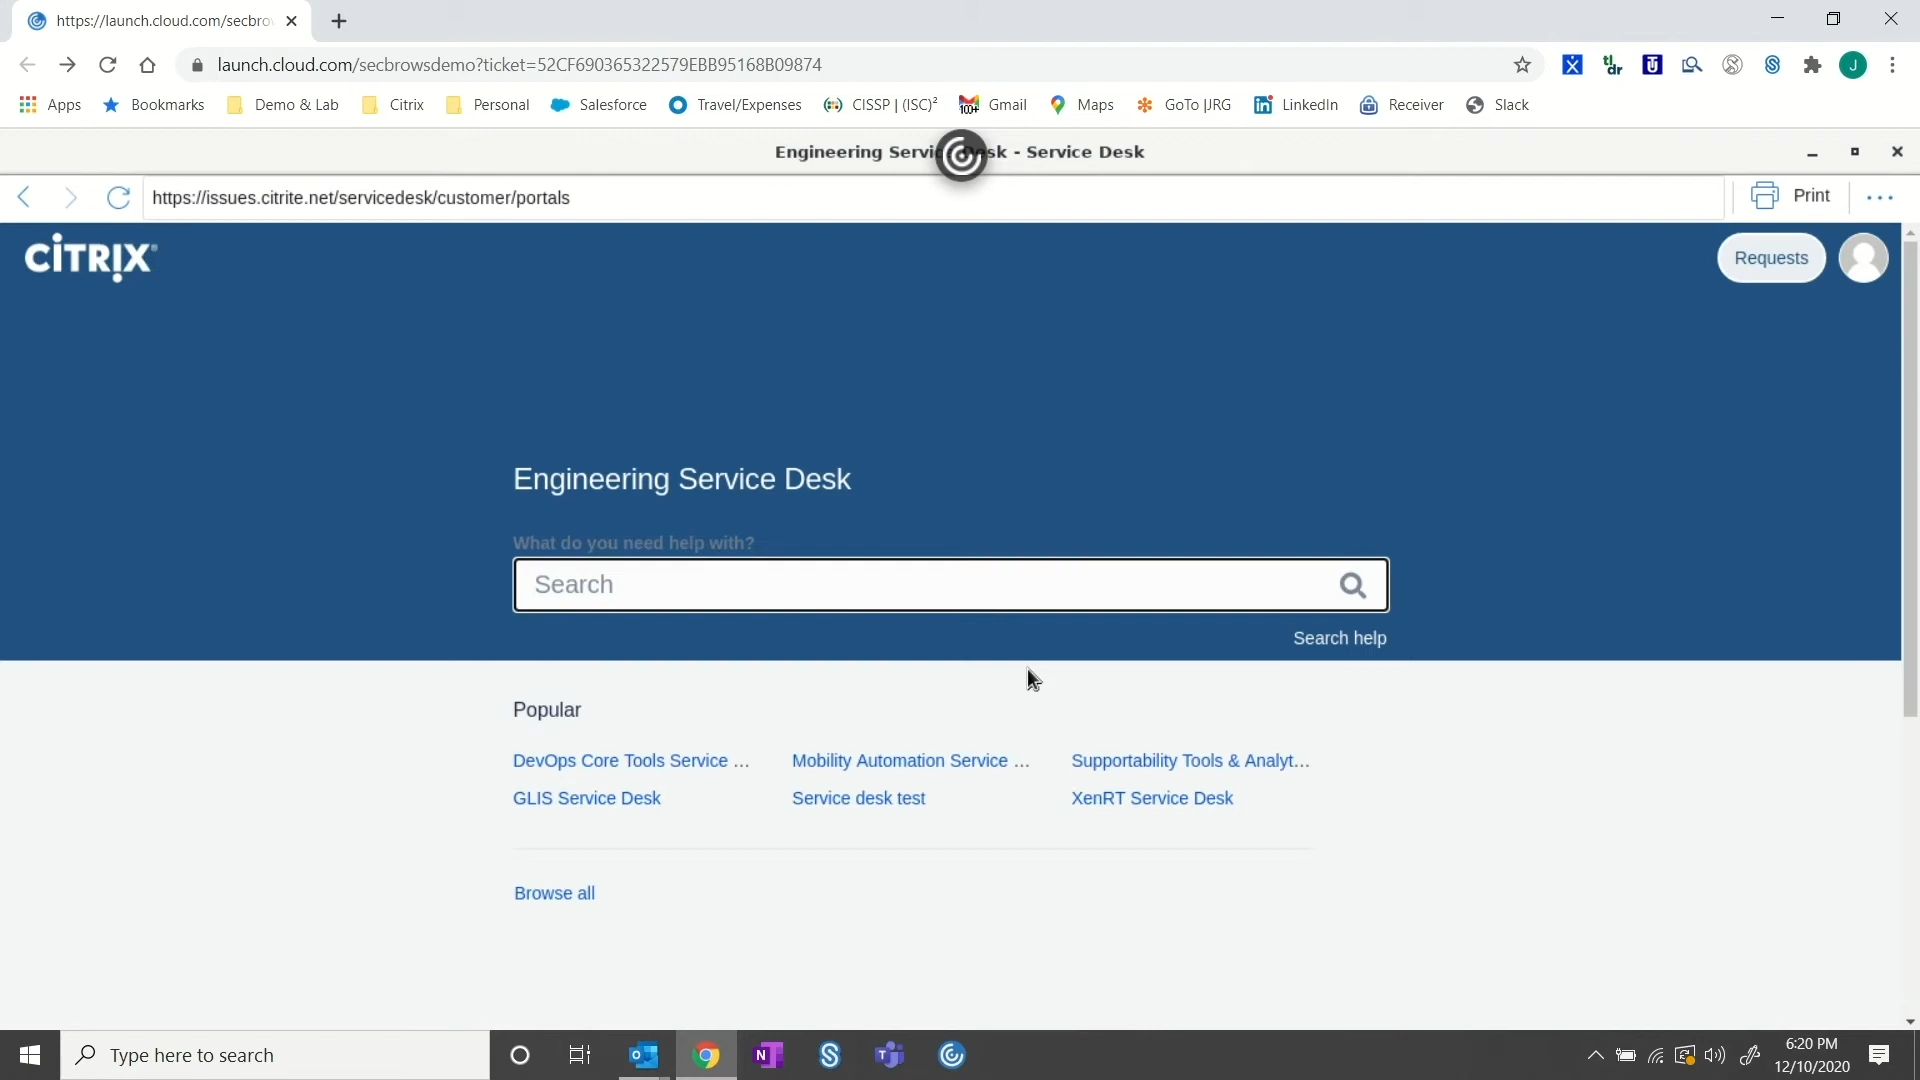 https://launch.cloud.com/secbro
launch.cloud.com/secbrowsdemo?ticket=52CF690365322579EBB95168B09874
Apps Bookmarks Demo & Lab Citrix Personal Salesforce Travel/Expenses CISSP | (ISC)² Gmail Maps GoTo |JRG LinkedIn Receiver Slack
Engineering Servic sk - Service Desk
https://issues.citrite.net/servicedesk/customer/portals Print
CITRIX Requests
Engineering Service Desk
What do you need help with?
Search
Search help
Popular
DevOps Core Tools Service ... Mobility Automation Service ... Supportability Tools & Analyt...
GLIS Service Desk Service desk test XenRT Service Desk
Browse all
Type here to search
6:20 PM
12/10/2020